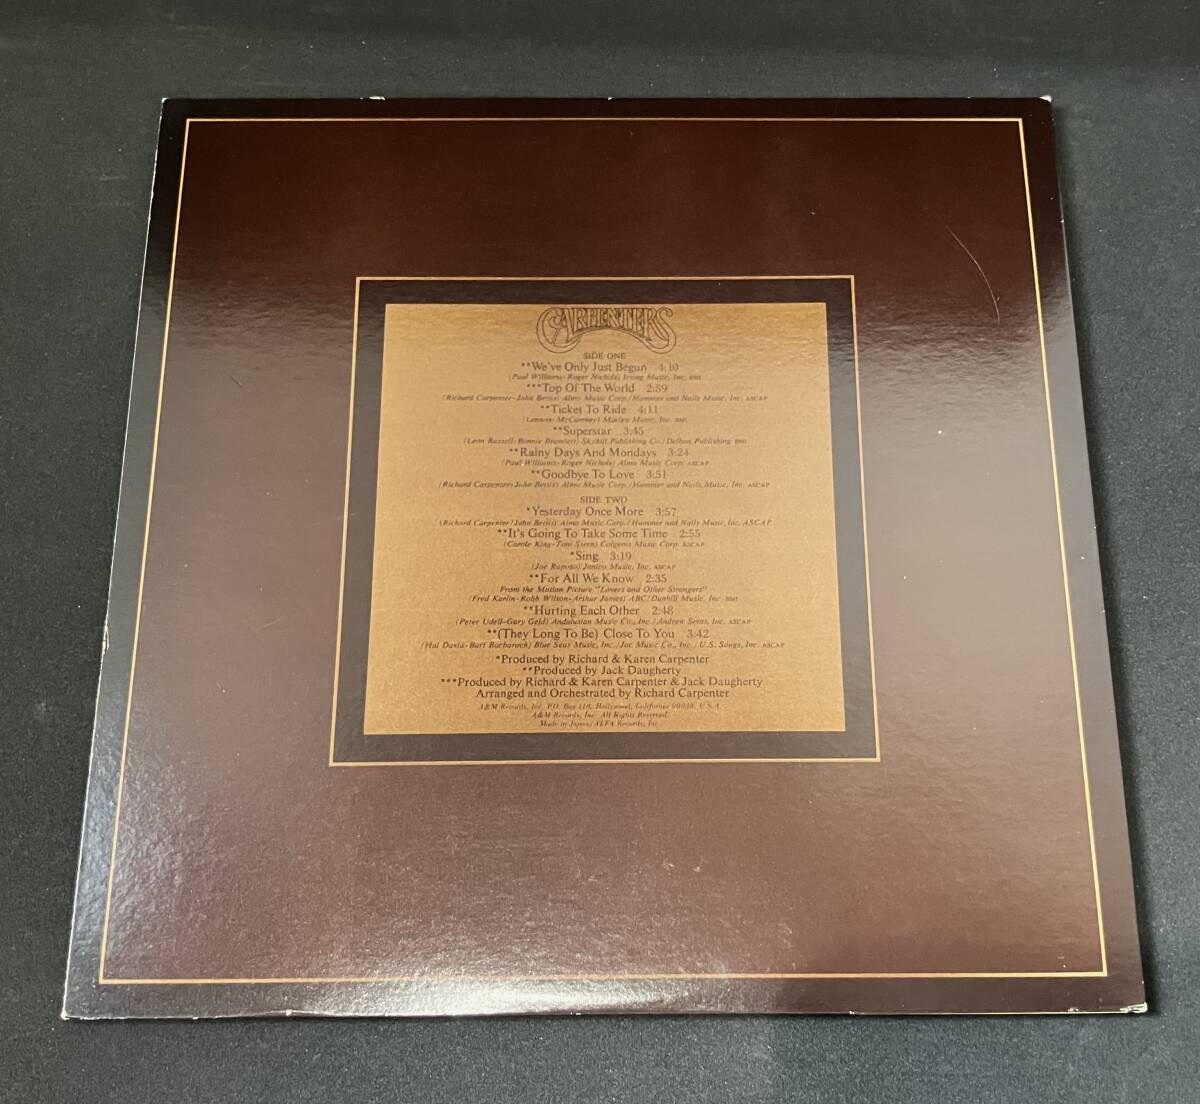 CARPENTERS
SIDE ONE
**We've Only Just Begun 4:10
(Paul Williams-Roger Nichols) Irving Music, Inc. BMI
***Top Of The World 2:59
(Richard Carpenter-John Bettis) Almo Music Corp./Hammer and Nails Music, Inc. ASCAP
**Ticket To Ride 4:11
(Lennon-McCartney) Maclen Music, Inc. BMI
**Superstar 3:45
(Leon Russell-Bonnie Bramlett) Skyhill Publishing Co./Delbon Publishing BMI
**Rainy Days And Mondays 3:24
(Paul Williams-Roger Nichols) Almo Music Corp. ASCAP
**Goodbye To Love 3:51
(Richard Carpenter-John Bettis) Almo Music Corp./Hammer and Nails Music, Inc. ASCAP
SIDE TWO
*Yesterday Once More 3:57
(Richard Carpenter/John Bettis) Almo Music Corp./Hammer and Nails Music, Inc. ASCAP
**It's Going To Take Some Time 2:55
(Carole King-Toni Stern) Colgems Music Corp. ASCAP
*Sing 3:19
(Joe Raposo) Jonico Music, Inc. ASCAP
**For All We Know 2:35
From the Motion Picture "Lovers and Other Strangers"
(Fred Karlin-Robb Wilson-Arthur James) ABC/Dunhill Music, Inc. BMI
**Hurting Each Other 2:48
(Peter Udell-Gary Geld) Andalusian Music Co., Inc./Andrew Scott, Inc. ASCAP
**(They Long To Be) Close To You 3:42
(Hal David-Burt Bacharach) Blue Seas Music, Inc./Joc Music Co., Inc./U.S. Songs, Inc. ASCAP
*Produced by Richard & Karen Carpenter
**Produced by Jack Daugherty
***Produced by Richard & Karen Carpenter & Jack Daugherty
Arranged and Orchestrated by Richard Carpenter
A&M Records, Inc. P.O. Box 118, Hollywood, California 90028, U.S.A.
A&M Records, Inc. All Rights Reserved.
Made in Japan/ALFA Records, Inc.